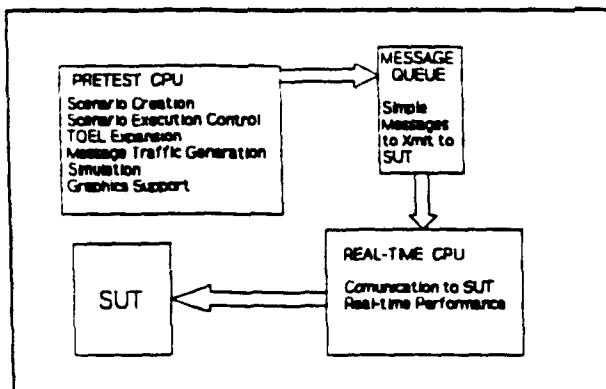 PRETEST CPU
Scenario Creation
Scenario Execution Control
TOEL Expansion
Message Traffic Generation
Simulation
Graphics Support
MESSAGE
QUEUE
Simple
Messages
to Xmit to
SUT
REAL-TIME CPU
Comunication to SUT
Real-time Performance
SUT